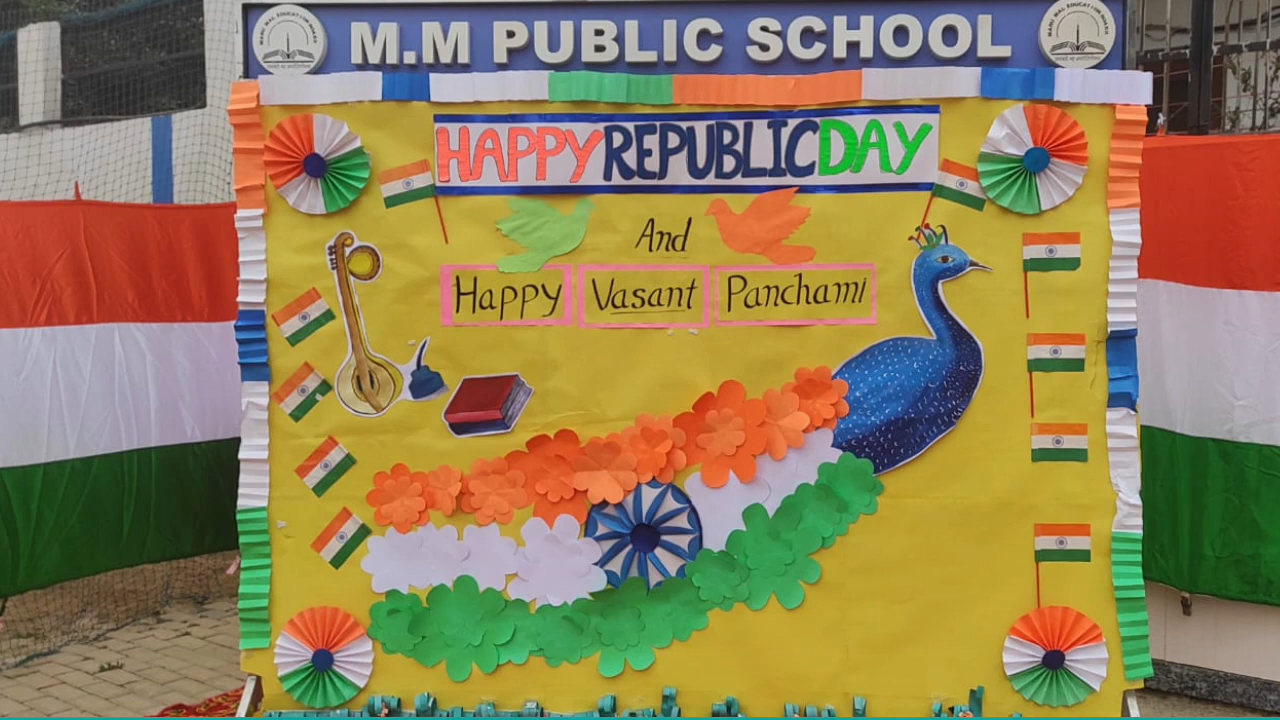 M.M PUBLIC SCHOOL
HAPPY REPUBLIC DAY
And
Happy Vasant Panchami